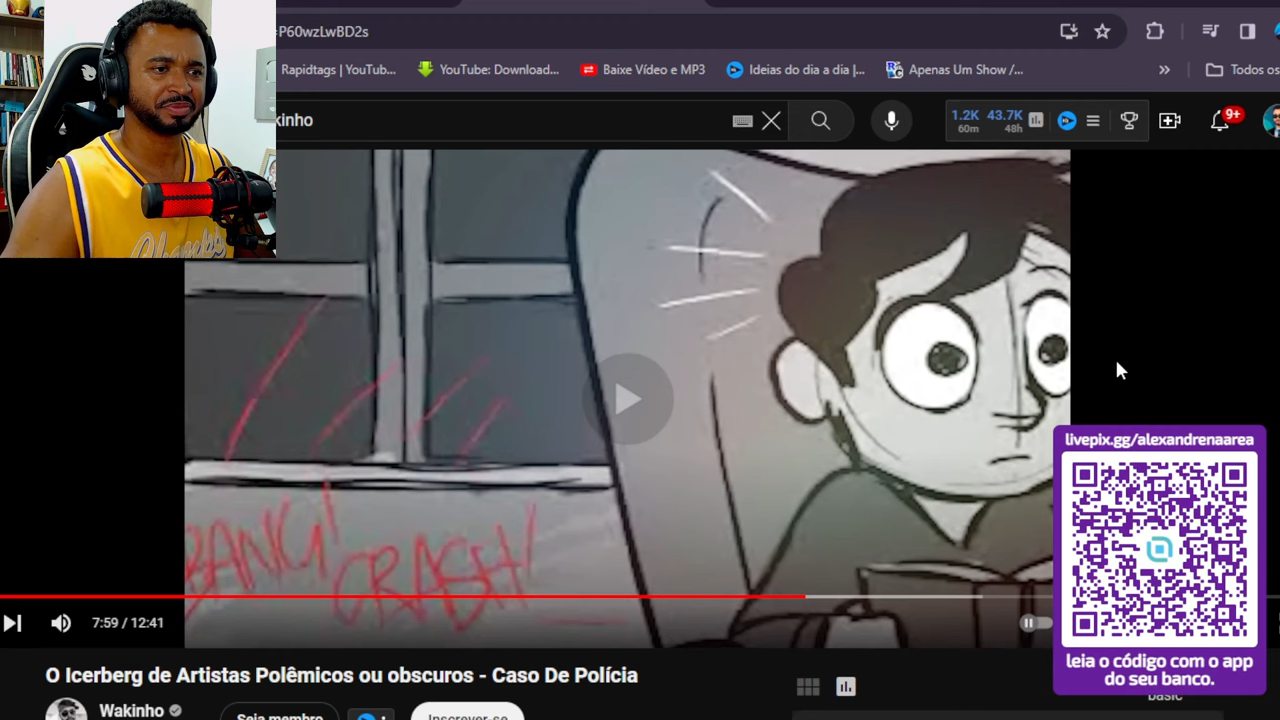 =P60wzLwBD2s
Rapidtags | YouTub...
YouTube: Download...
Baixe Vídeo e MP3
Ideias do dia a dia |...
Apenas Um Show /...
»
Todos os
kinho
1.2K 43.7K
60m 48h
9+
BANG! CRASH!
livepix.gg/alexandrenaarea
7:59 / 12:41
leia o código com o app
do seu banco.
O Icerberg de Artistas Polêmicos ou obscuros - Caso De Polícia
basic
Wakinho
Seja membro
Inscrever-se